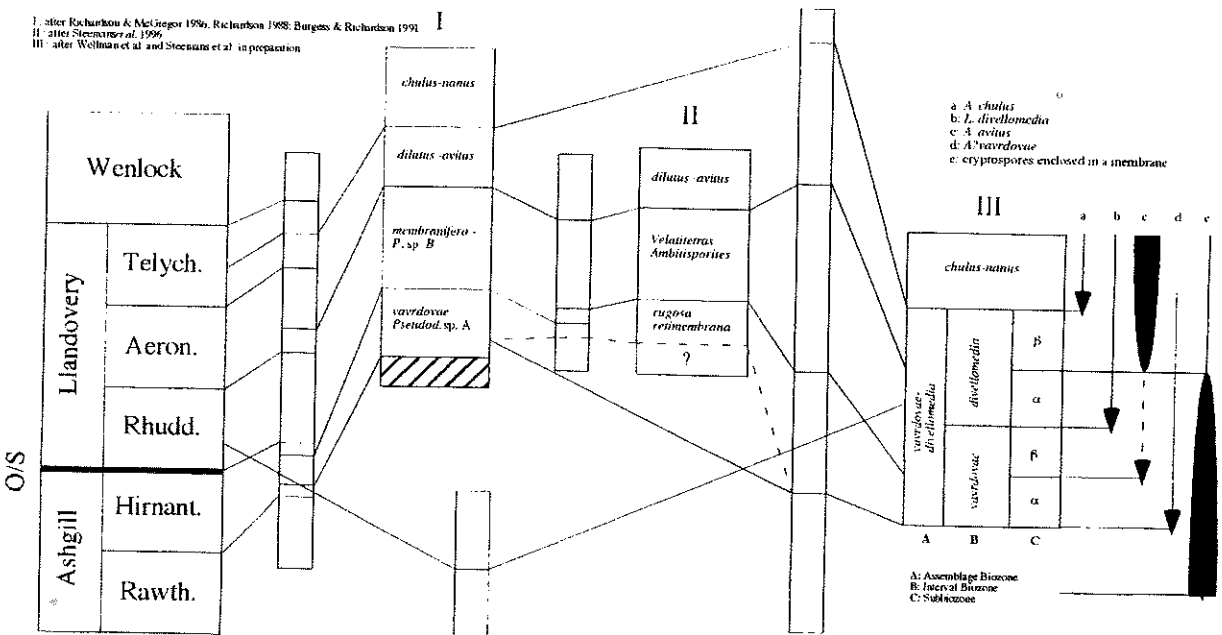 I : after Richardson & McGregor 1986; Richardson 1988; Burgess & Richardson 1991
II : after Steemans et al. 1996
III : after Wellman et al. and Steemans et al. in preparation
I
chulus-nanus
dilutus -avitus
membranifera -
P. sp. B
vavrdovae
Pseudod. sp. A
II
dilutus -avitus
Velatitetras
Ambitisporites
rugosa
retimembrana
?
Wenlock
Llandovery
Telych.
Aeron.
Rhudd.
O/S
Ashgill
Hirnant.
Rawth.
a: A. chulus
b: L. divellomedia
c: A. avitus
d: A.? vavrdovae
e: cryptospores enclosed in a membrane
III
a b c d e
chulus-nanus
vavrdovae-
divellomedia
divellomedia
vavrdovae
β
α
β
α
A B C
A: Assemblage Biozone
B: Interval Biozone
C: Subbiozone